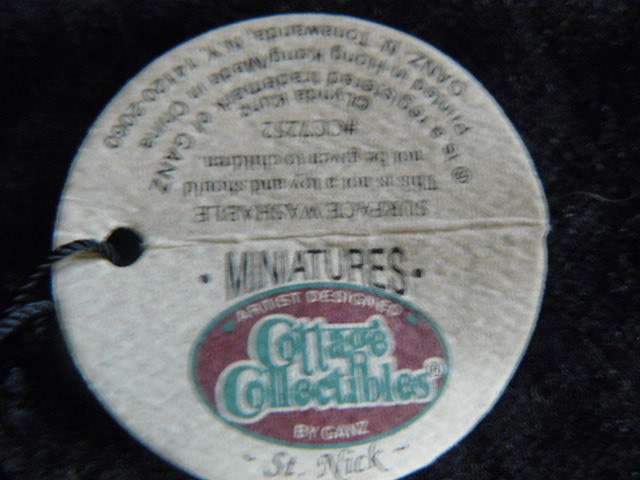 • MINIATURES •
ARTIST DESIGNED
Cottage
Collectibles®
BY GANZ
- St. Nick -
SURFACE WASHABLE
This is not a toy and should
not be given to children
#CC7252
©Lynda Kunz
® is a registered trademark of GANZ
Printed in Hong Kong/Made in China
GANZ, N. Tonawanda, N.Y. 14120-2060